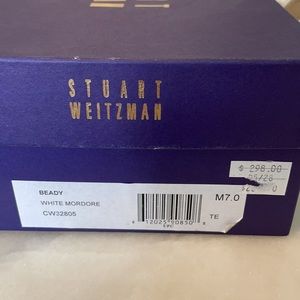 STUART
WEITZMAN
$ 298.00
BEADY
WHITE MORDORE
CW32805
M7.0
TE